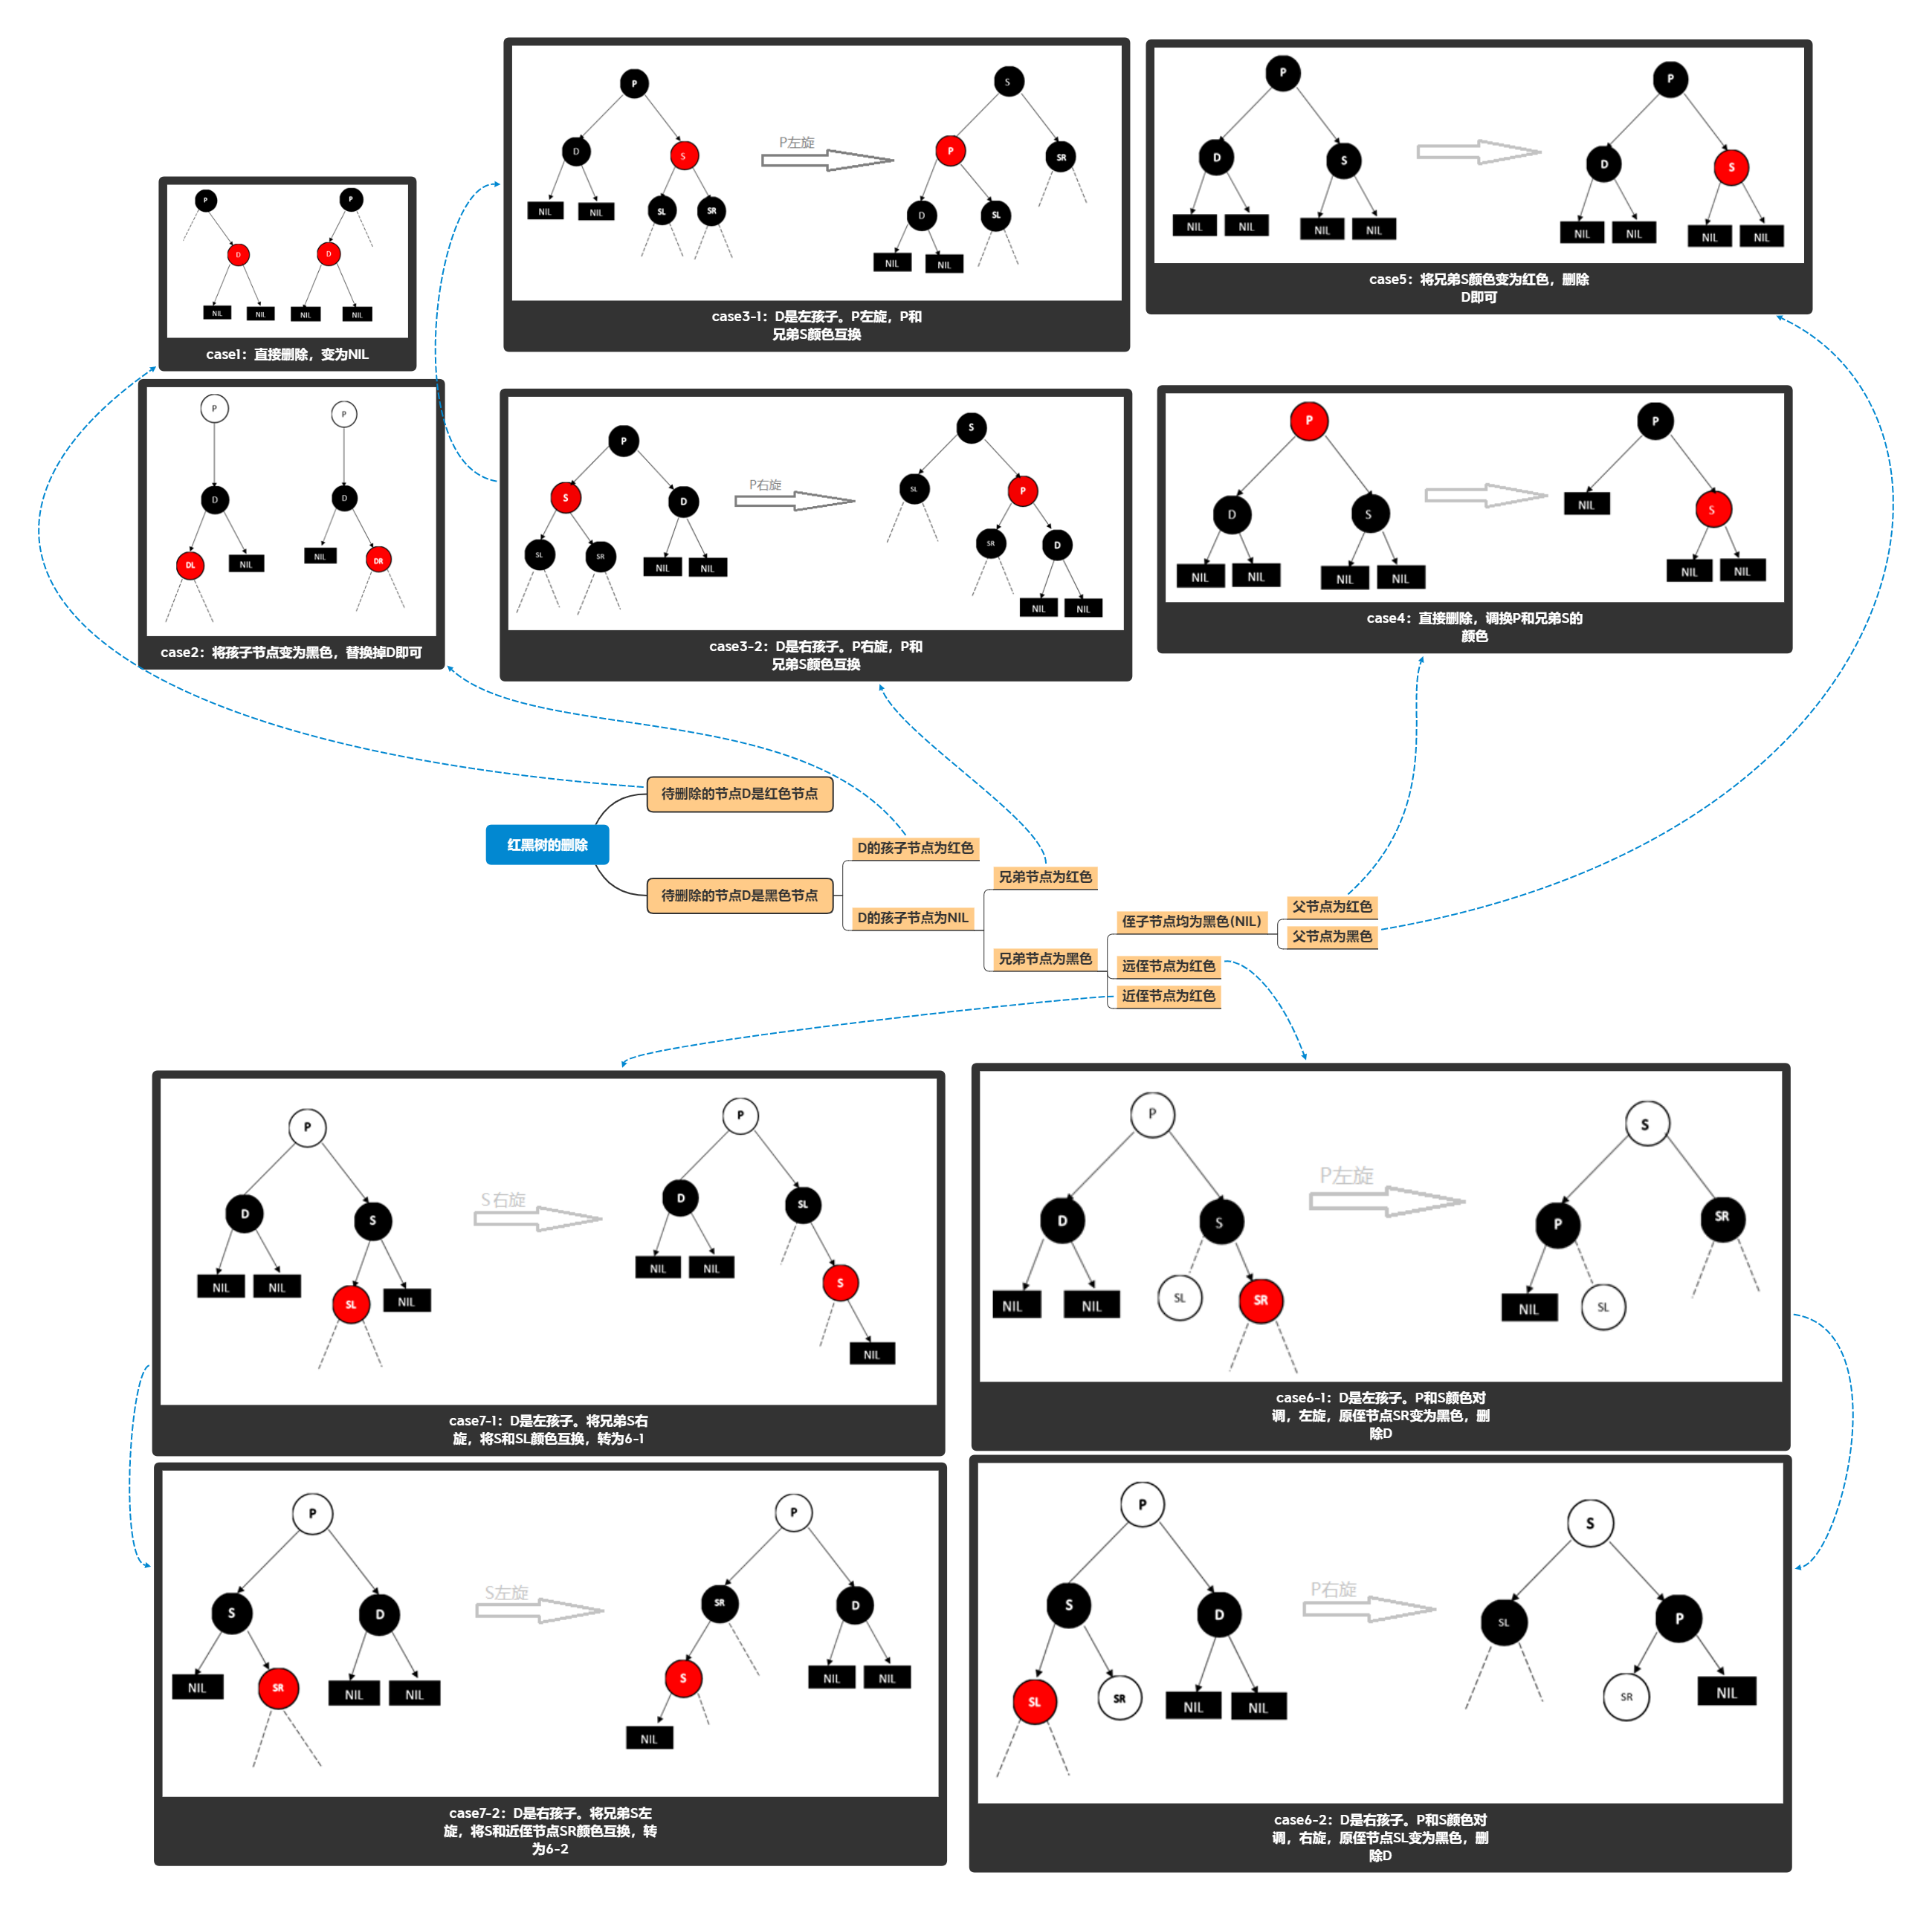 P
P
D
D
NIL
NIL
NIL
NIL
case1：直接删除，变为NIL
P
P
D
D
DL
NIL
NIL
DR
case2：将孩子节点变为黑色，替换掉D即可
P
D
S
NIL
NIL
SL
SR
P左旋
S
P
SR
D
SL
NIL
NIL
case3-1：D是左孩子。P左旋，P和
兄弟S颜色互换
P
S
D
SL
SR
NIL
NIL
P右旋
S
SL
P
SR
D
NIL
NIL
case3-2：D是右孩子。P右旋，P和
兄弟S颜色互换
P
D
S
NIL
NIL
NIL
NIL
P
D
S
NIL
NIL
NIL
NIL
case5：将兄弟S颜色变为红色，删除
D即可
P
D
S
NIL
NIL
NIL
NIL
P
NIL
S
NIL
NIL
case4：直接删除，调换P和兄弟S的
颜色
红黑树的删除
待删除的节点D是红色节点
待删除的节点D是黑色节点
D的孩子节点为红色
D的孩子节点为NIL
兄弟节点为红色
兄弟节点为黑色
侄子节点均为黑色(NIL)
父节点为红色
父节点为黑色
远侄节点为红色
近侄节点为红色
P
D
S
NIL
NIL
SL
NIL
S右旋
P
D
SL
NIL
NIL
S
NIL
case7-1：D是左孩子。将兄弟S右
旋，将S和SL颜色互换，转为6-1
P
D
S
NIL
NIL
SL
SR
P左旋
S
P
SR
NIL
SL
case6-1：D是左孩子。P和S颜色对
调，左旋，原侄节点SR变为黑色，删
除D
P
S
D
NIL
SR
NIL
NIL
S左旋
P
SR
D
S
NIL
NIL
NIL
case7-2：D是右孩子。将兄弟S左
旋，将S和近侄节点SR颜色互换，转
为6-2
P
S
D
SL
SR
NIL
NIL
P右旋
S
SL
P
SR
NIL
case6-2：D是右孩子。P和S颜色对
调，右旋，原侄节点SL变为黑色，删
除D